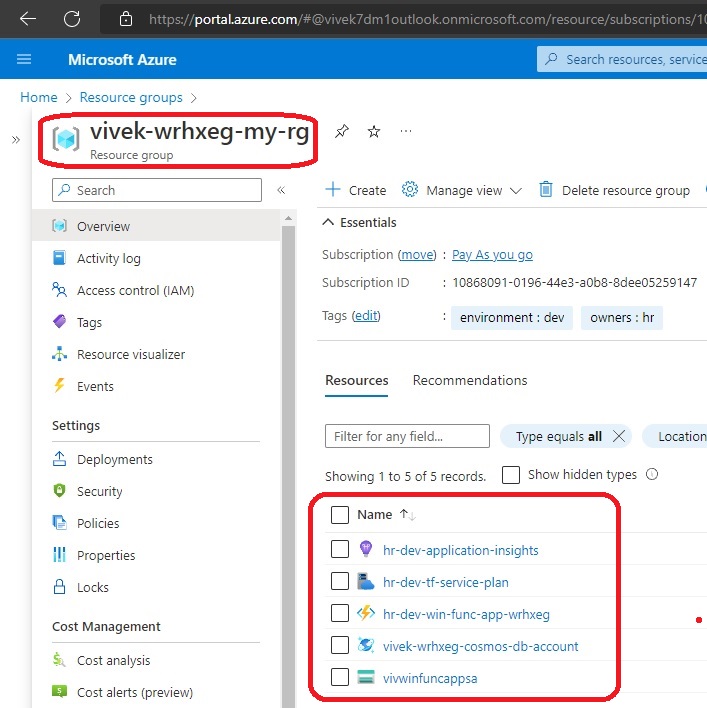 https://portal.azure.com/#@vivek7dm1outlook.onmicrosoft.com/resource/subscriptions/10
Microsoft Azure
Search resources, service
Home > Resource groups >
vivek-wrhxeg-my-rg
Resource group
Search
Overview
Activity log
Access control (IAM)
Tags
Resource visualizer
Events
Settings
Deployments
Security
Policies
Properties
Locks
Cost Management
Cost analysis
Cost alerts (preview)
Create Manage view Delete resource group
Essentials
Subscription (move) : Pay As you go
Subscription ID : 10868091-0196-44e3-a0b8-8dee05259147
Tags (edit) : environment : dev owners : hr
Resources Recommendations
Filter for any field... Type equals all Location
Showing 1 to 5 of 5 records. Show hidden types
Name
hr-dev-application-insights
hr-dev-tf-service-plan
hr-dev-win-func-app-wrhxeg
vivek-wrhxeg-cosmos-db-account
vivwinfuncappsa